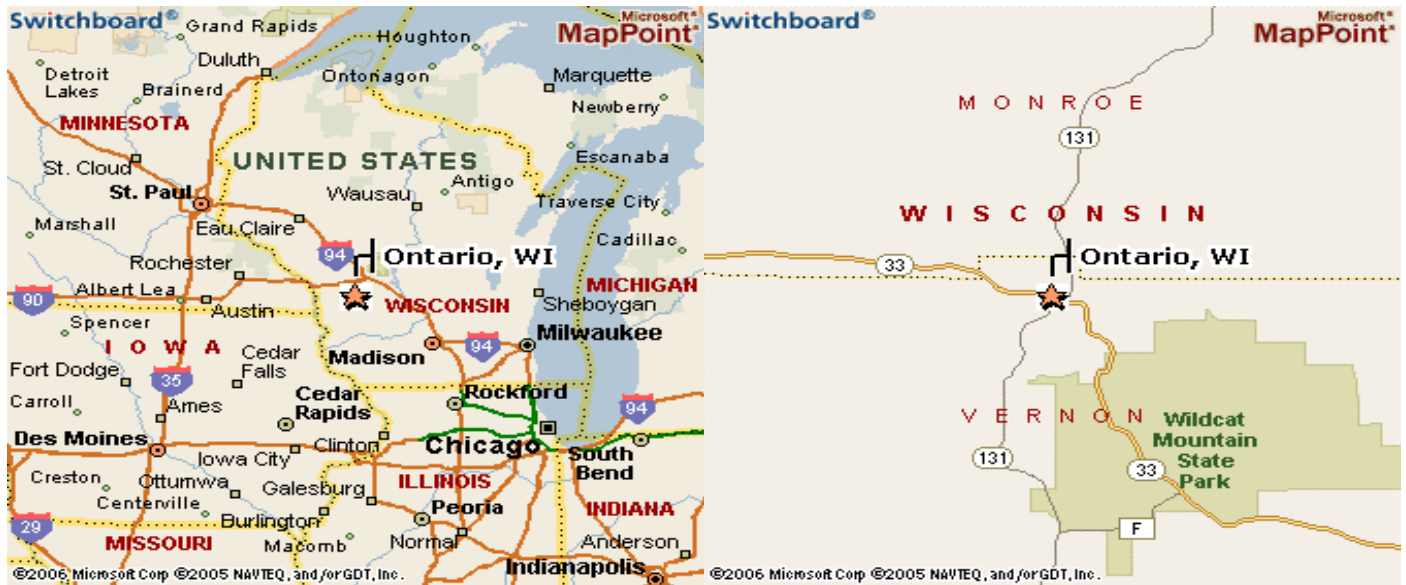 Switchboard®
Microsoft®
MapPoint®
Grand Rapids
Houghton
Duluth
Detroit
Lakes
Ontonagon
Marquette
Brainerd
Newberry
MINNESOTA
UNITED STATES
Escanaba
St. Cloud
Antigo
St. Paul
Wausau
Traverse City
Marshall
Eau Claire
Cadillac
94
Ontario, WI
Rochester
MICHIGAN
90
Albert Lea
WISCONSIN
Austin
Sheboygan
Spencer
Milwaukee
IOWA
Madison
94
Cedar
Falls
Fort Dodge
35
Rockford
Carroll
Ames
Cedar
Rapids
94
Des Moines
Clinton
Chicago
Iowa City
South
Bend
Creston
Ottumwa
Galesburg
ILLINOIS
Centerville
Peoria
INDIANA
29
Burlington
MISSOURI
Macomb
Normal
Anderson
Indianapolis
©2006 Microsoft Corp ©2005 NAVTEQ, and/or GDT, Inc.
Switchboard®
Microsoft®
MapPoint®
MONROE
131
WISCONSIN
33
Ontario, WI
VERNON
Wildcat
Mountain
State
Park
131
33
F
©2006 Microsoft Corp ©2005 NAVTEQ, and/or GDT, Inc.